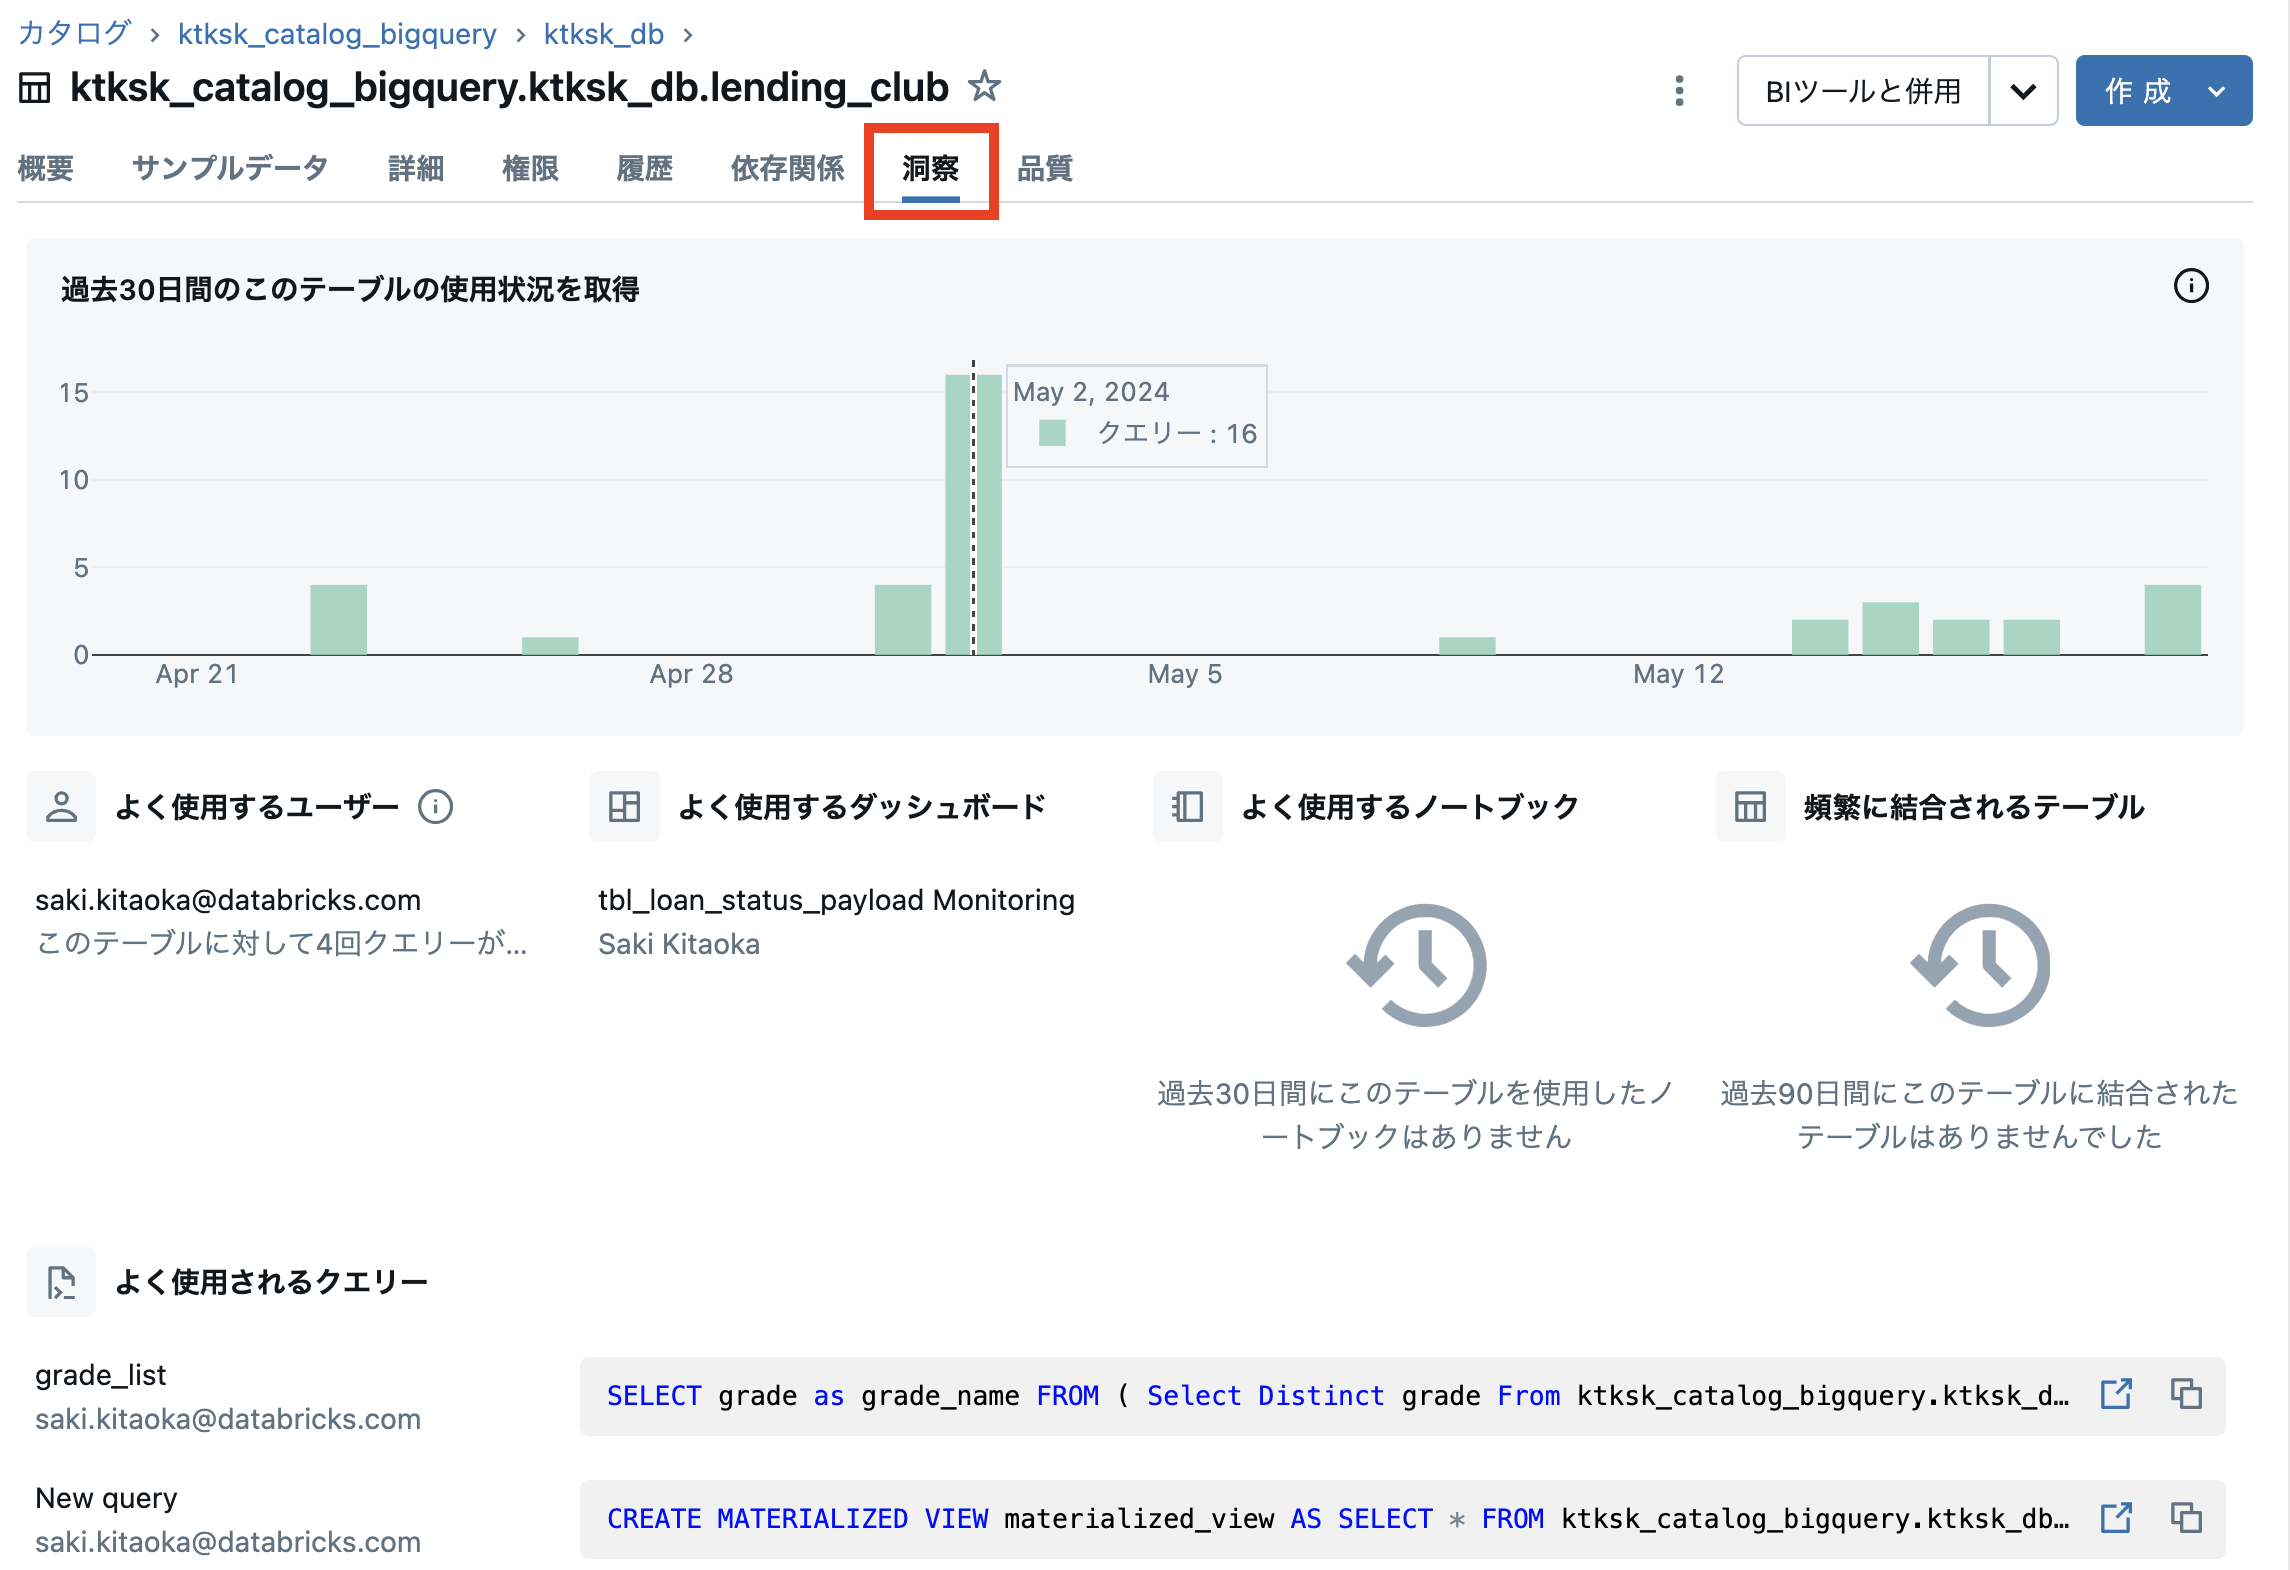 カタログ › ktksk_catalog_bigquery › ktksk_db ›
ktksk_catalog_bigquery.ktksk_db.lending_club
BIツールと併用
作成
概要 サンプルデータ 詳細 権限 履歴 依存関係 洞察 品質
過去30日間のこのテーブルの使用状況を取得
15
10
5
0
May 2, 2024
クエリー : 16
Apr 21 Apr 28 May 5 May 12
よく使用するユーザー
saki.kitaoka@databricks.com
このテーブルに対して4回クエリーが...
よく使用するダッシュボード
tbl_loan_status_payload Monitoring
Saki Kitaoka
よく使用するノートブック
過去30日間にこのテーブルを使用したノ
ートブックはありません
頻繁に結合されるテーブル
過去90日間にこのテーブルに結合された
テーブルはありませんでした
よく使用されるクエリー
grade_list
saki.kitaoka@databricks.com
SELECT grade as grade_name FROM ( Select Distinct grade From ktksk_catalog_bigquery.ktksk_d…
New query
saki.kitaoka@databricks.com
CREATE MATERIALIZED VIEW materialized_view AS SELECT * FROM ktksk_catalog_bigquery.ktksk_db…